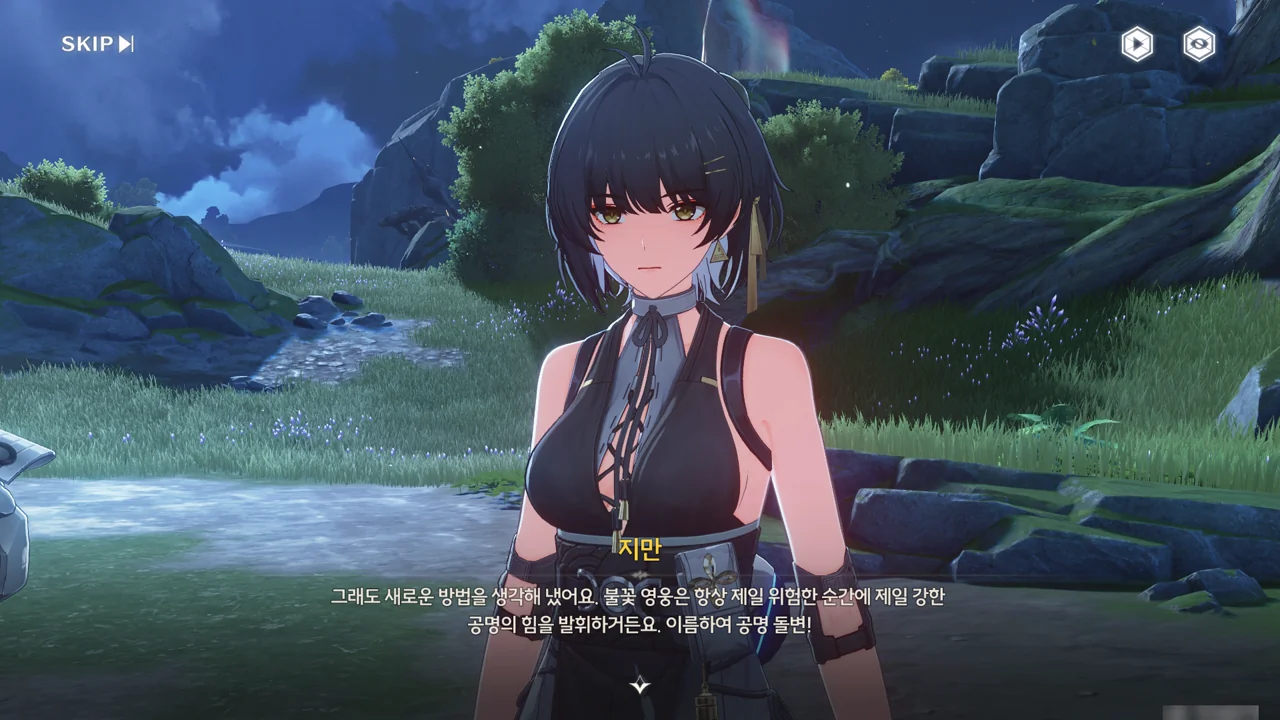 SKIP
지만
그래도 새로운 방법을 생각해 냈어요. 불꽃 영웅은 항상 제일 위험한 순간에 제일 강한
공명의 힘을 발휘하거든요. 이름하여 공명 돌변!